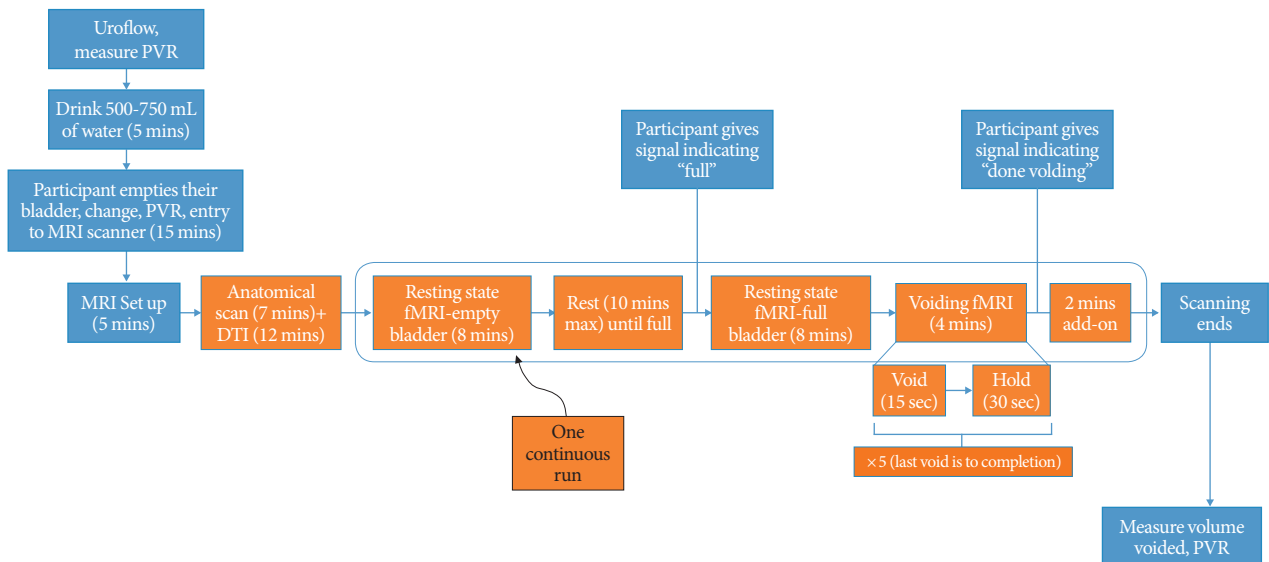 Uroflow,
measure PVR
Drink 500-750 mL
of water (5 mins)
Participant empties their
bladder, change, PVR, entry
to MRI scanner (15 mins)
MRI Set up
(5 mins)
Anatomical
scan (7 mins)+
DTI (12 mins)
Resting state
fMRI-empty
bladder (8 mins)
One
continuous
run
Rest (10 mins
max) until full
Participant gives
signal indicating
“full”
Resting state
fMRI-full
bladder (8 mins)
Voiding fMRI
(4 mins)
Void
(15 sec)
Hold
(30 sec)
×5 (last void is to completion)
Participant gives
signal indicating
“done volding”
2 mins
add-on
Scanning
ends
Measure volume
voided, PVR